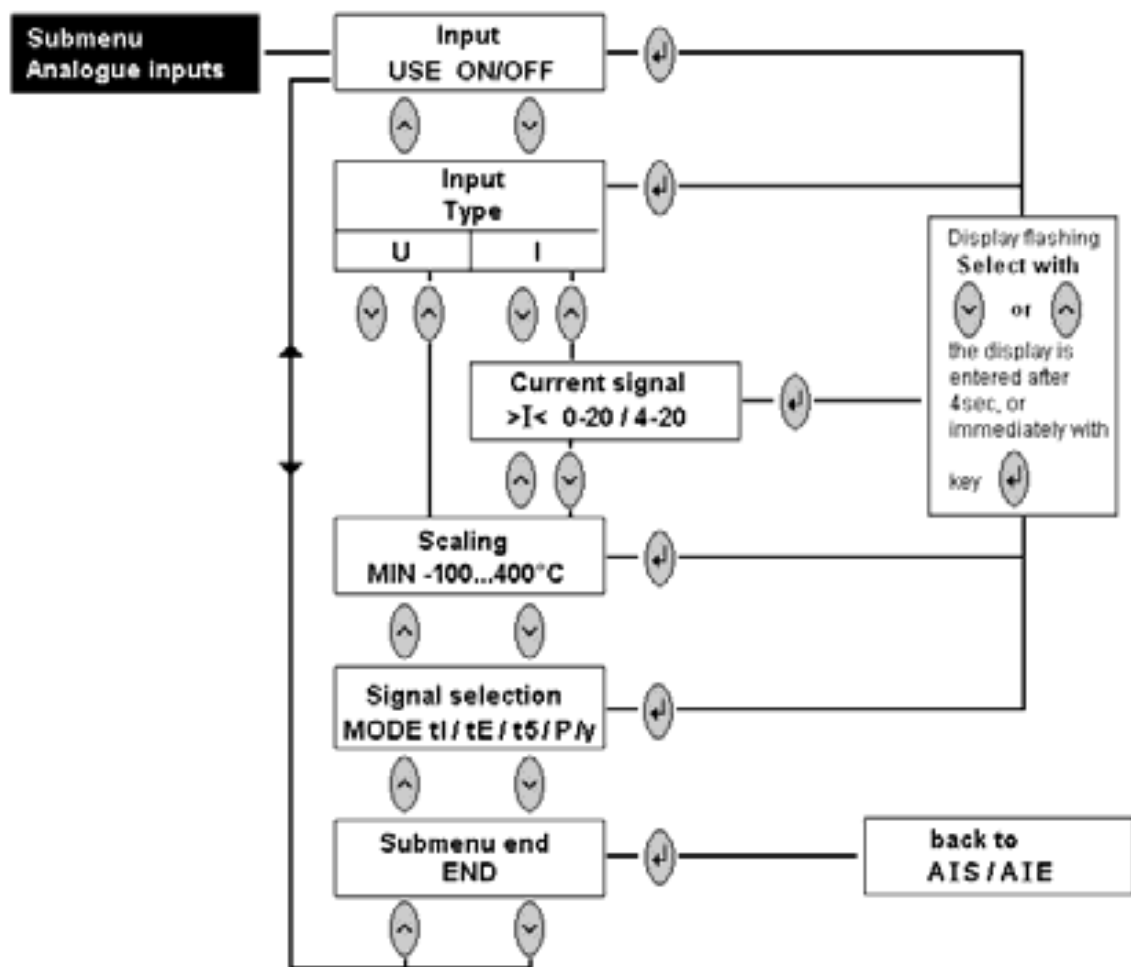 Submenu
Analogue inputs
Input
USE ON/OFF
Input
Type
U
I
Display flashing
Select with
or
the display is
entered after
4sec, or
immediately with
key
Current signal
>I< 0-20 / 4-20
Scaling
MIN -100...400°C
Signal selection
MODE tI / tE / t5 / P/y
Submenu end
END
back to
AIS / AIE